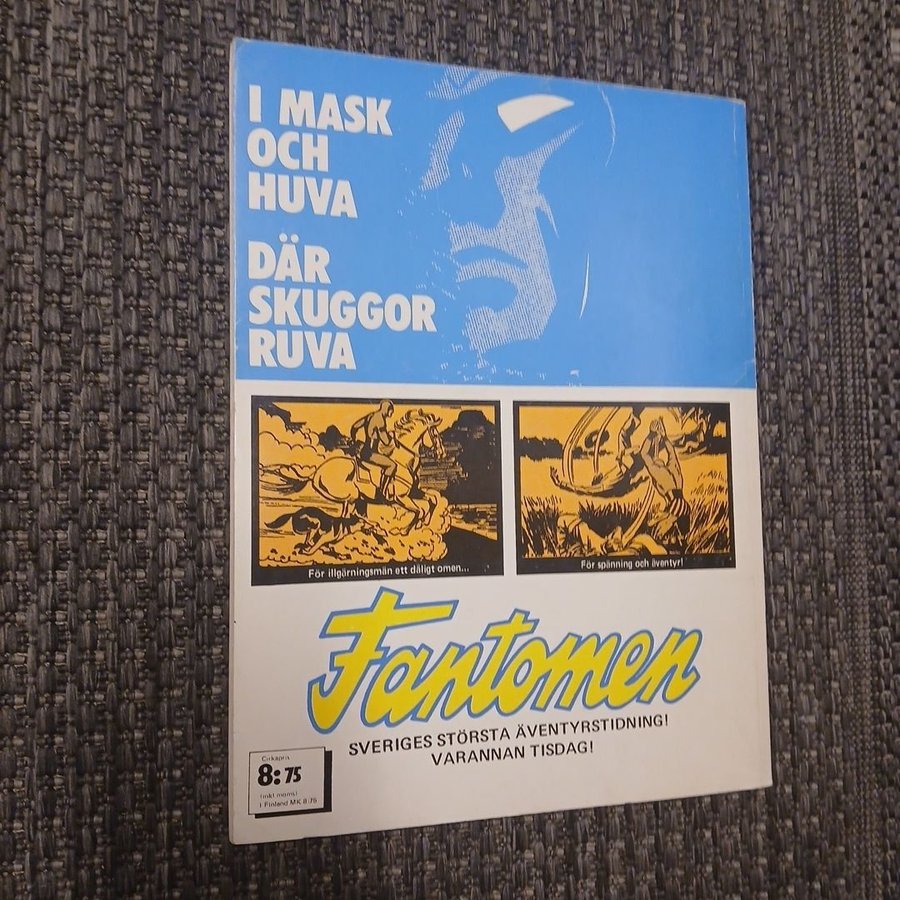 I MASK
OCH
HUVA
DÄR
SKUGGOR
RUVA
För illgärningsmän ett dåligt omen...
För spänning och äventyr!
Fantomen
SVERIGES STÖRSTA ÄVENTYRSTIDNING!
VARANNAN TISDAG!
Cirkapris
8:75
(inkl moms)
I Finland MK 8:75